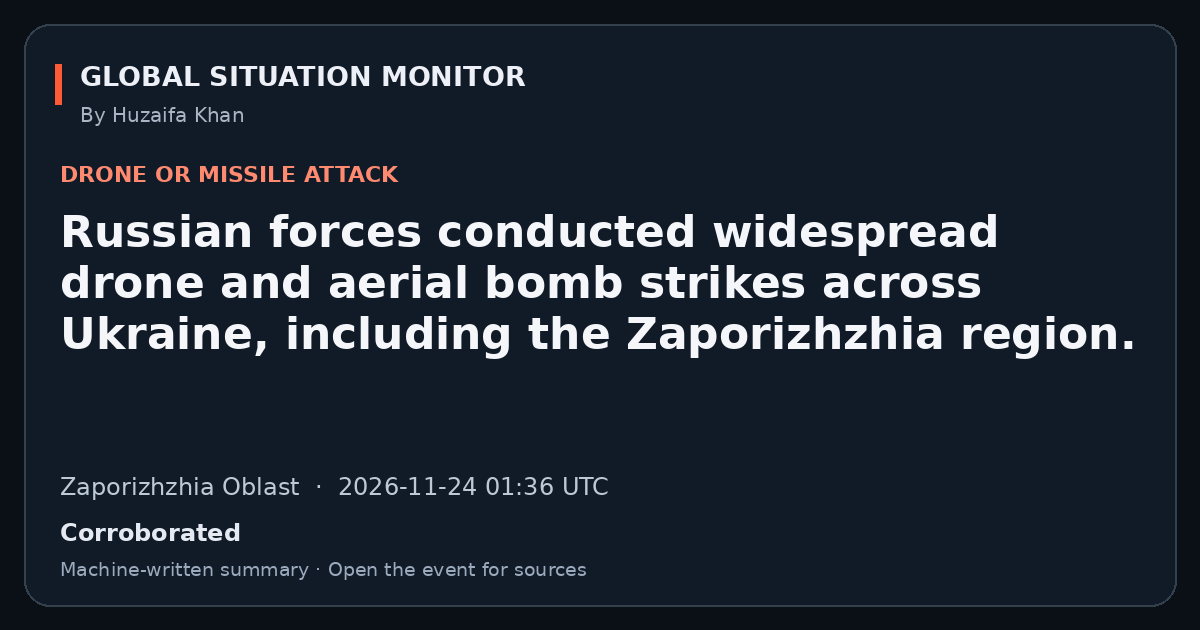 GLOBAL SITUATION MONITOR
By Huzaifa Khan
DRONE OR MISSILE ATTACK
Russian forces conducted widespread
drone and aerial bomb strikes across
Ukraine, including the Zaporizhzhia region.
Zaporizhzhia Oblast · 2026-11-24 01:36 UTC
Corroborated
Machine-written summary · Open the event for sources